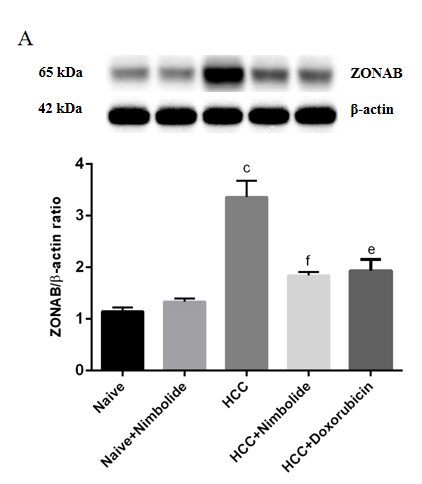 A
65 kDa ZONAB
42 kDa β-actin
ZONAB/β-actin ratio
4
3
2
1
0
c
f
e
Naive
Naive+Nimbolide
HCC
HCC+Nimbolide
HCC+Doxorubicin